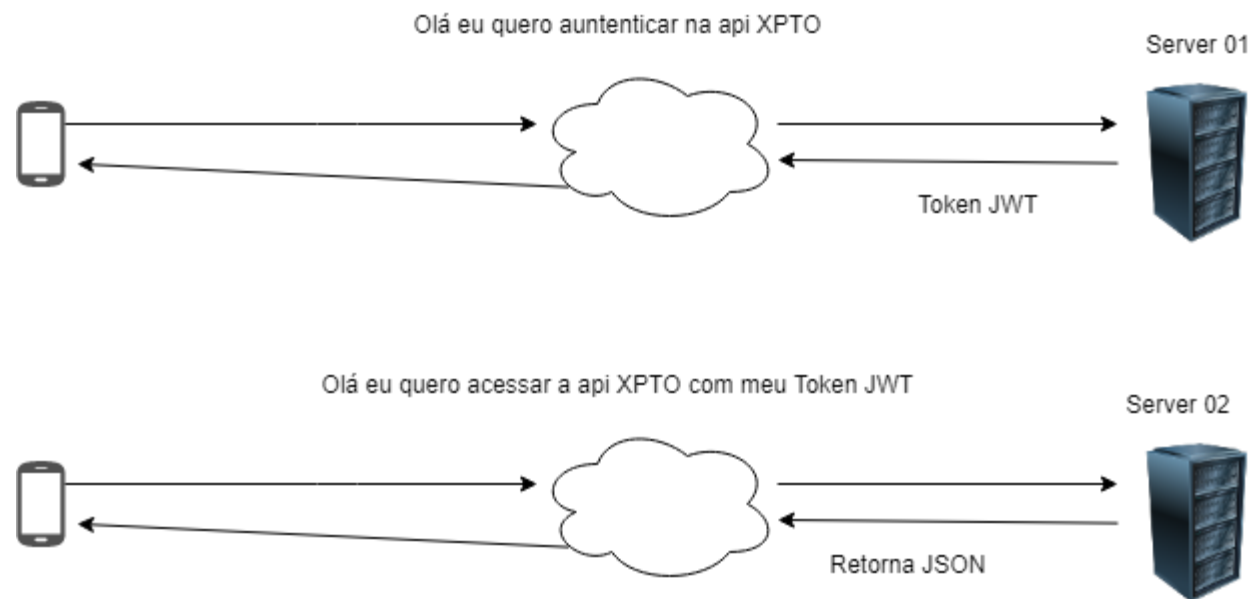 Olá eu quero auntenticar na api XPTO
Server 01
Token JWT
Olá eu quero acessar a api XPTO com meu Token JWT
Server 02
Retorna JSON